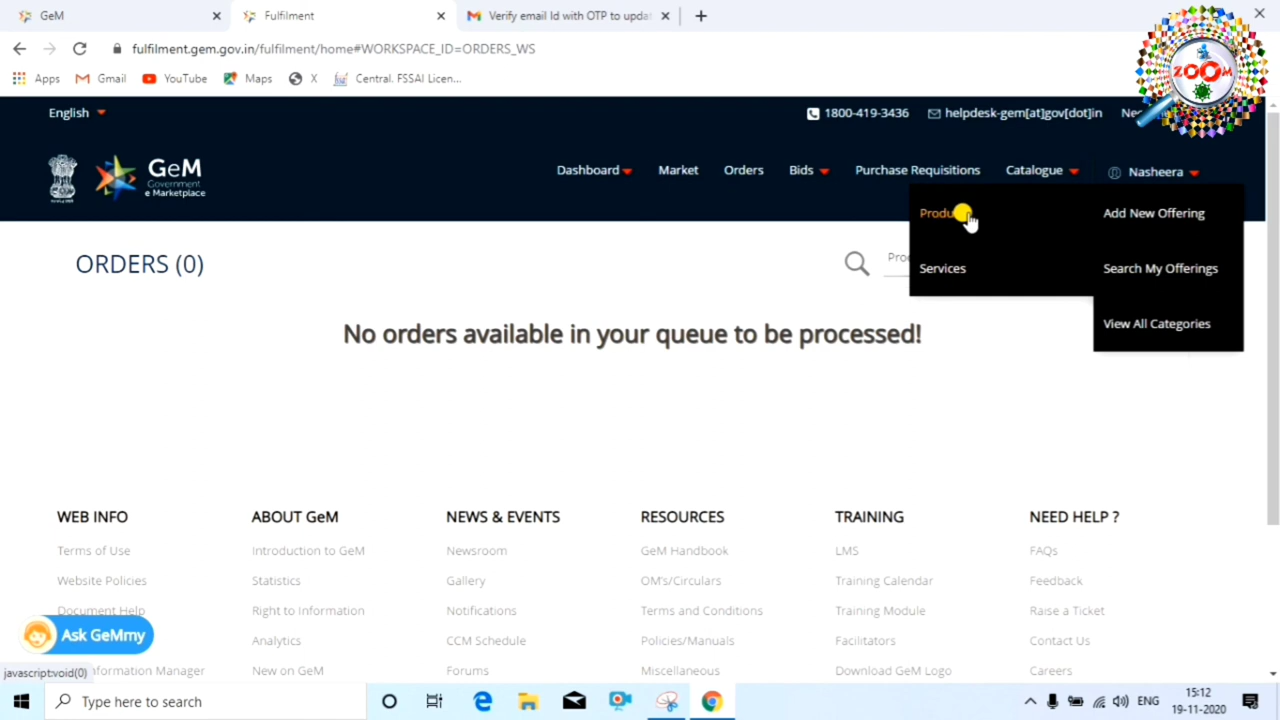 GeM
Fulfilment
Verify email Id with OTP to upda
fulfilment.gem.gov.in/fulfilment/home#WORKSPACE_ID=ORDERS_WS
Apps
Gmail
YouTube
Maps
X
Central. FSSAI Licen...
ZOOM
English
1800-419-3436
helpdesk-gem[at]gov[dot]in
GeM
Government
e Marketplace
Dashboard
Market
Orders
Bids
Purchase Requisitions
Catalogue
Nasheera
Add New Offering
Services
Search My Offerings
View All Categories
ORDERS (0)
No orders available in your queue to be processed!
WEB INFO
ABOUT GeM
NEWS & EVENTS
RESOURCES
TRAINING
NEED HELP ?
Terms of Use
Introduction to GeM
Newsroom
GeM Handbook
LMS
FAQs
Website Policies
Statistics
Gallery
OM's/Circulars
Training Calendar
Feedback
Document Help
Right to Information
Notifications
Terms and Conditions
Training Module
Raise a Ticket
Ask GeMmy
Analytics
CCM Schedule
Policies/Manuals
Facilitators
Contact Us
javascript:void(0)
Information Manager
New on GeM
Forums
Miscellaneous
Download GeM Logo
Careers
Type here to search
ENG
15:12
19-11-2020